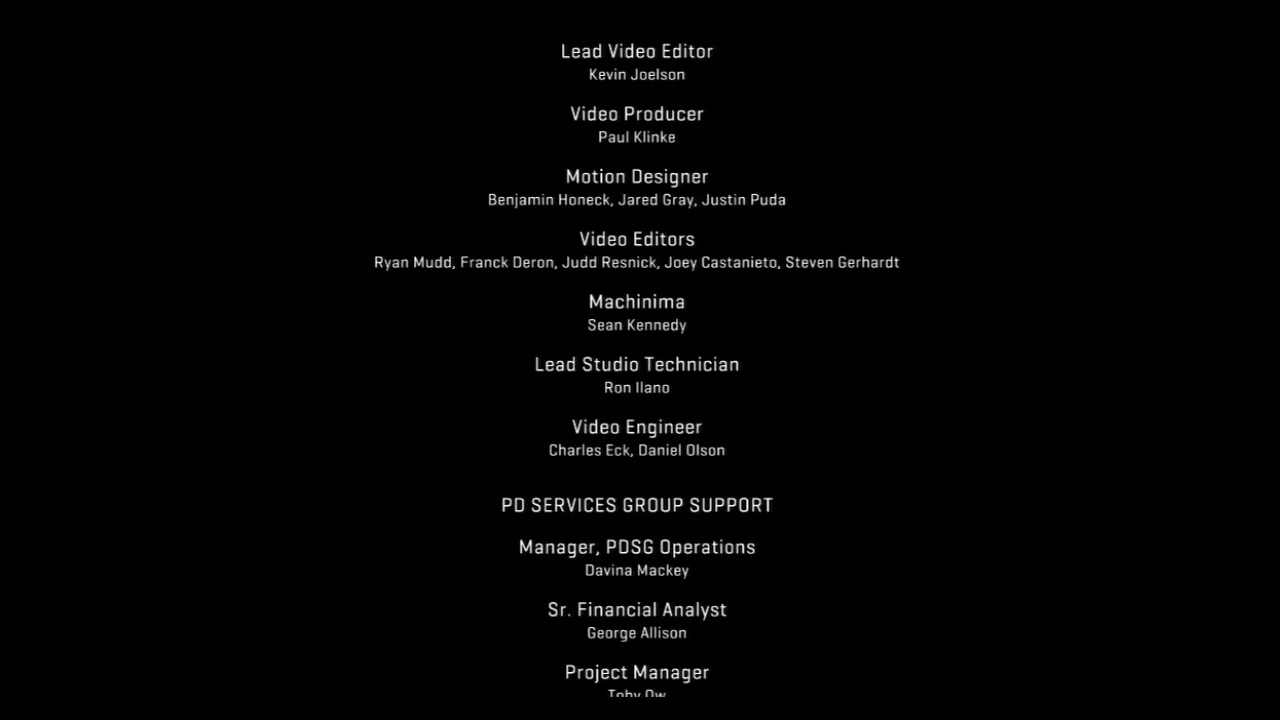 Lead Video Editor
Kevin Joelson
Video Producer
Paul Klinke
Motion Designer
Benjamin Honeck, Jared Gray, Justin Puda
Video Editors
Ryan Mudd, Franck Deron, Judd Resnick, Joey Castanieto, Steven Gerhardt
Machinima
Sean Kennedy
Lead Studio Technician
Ron Ilano
Video Engineer
Charles Eck, Daniel Olson
PD SERVICES GROUP SUPPORT
Manager, PDSG Operations
Davina Mackey
Sr. Financial Analyst
George Allison
Project Manager
Toby Ow